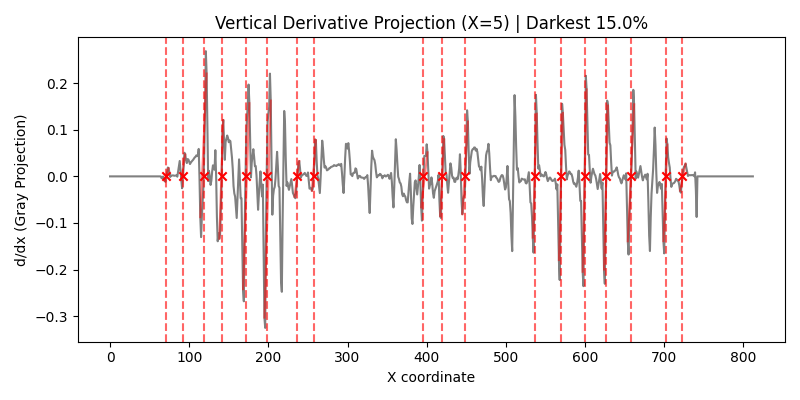 Vertical Derivative Projection (X=5) | Darkest 15.0%
d/dx (Gray Projection)
0.2
0.1
0.0
−0.1
−0.2
−0.3
0 100 200 300 400 500 600 700 800
X coordinate